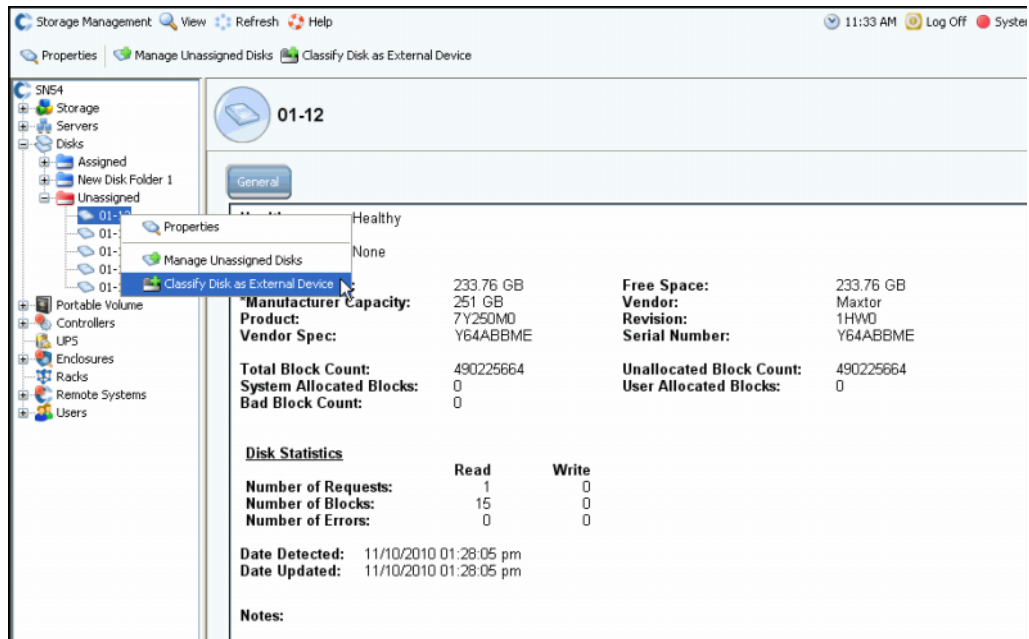 Storage Management View Refresh Help 11:33 AM Log Off System
Properties Manage Unassigned Disks Classify Disk as External Device
SN54
Storage
Servers
Disks
Assigned
New Disk Folder 1
Unassigned
01-12
01-
01-
01-
01-
Portable Volume
Controllers
UPS
Enclosures
Racks
Remote Systems
Users
Properties
Manage Unassigned Disks
Classify Disk as External Device
01-12
General
Healthy
None
233.76 GB Free Space: 233.76 GB
*Manufacturer Capacity: 251 GB Vendor: Maxtor
Product: 7Y250M0 Revision: 1HW0
Vendor Spec: Y64ABBME Serial Number: Y64ABBME
Total Block Count: 490225664 Unallocated Block Count: 490225664
System Allocated Blocks: 0 User Allocated Blocks: 0
Bad Block Count: 0
Disk Statistics
Read Write
Number of Requests: 1 0
Number of Blocks: 15 0
Number of Errors: 0 0
Date Detected: 11/10/2010 01:28:05 pm
Date Updated: 11/10/2010 01:28:05 pm
Notes: